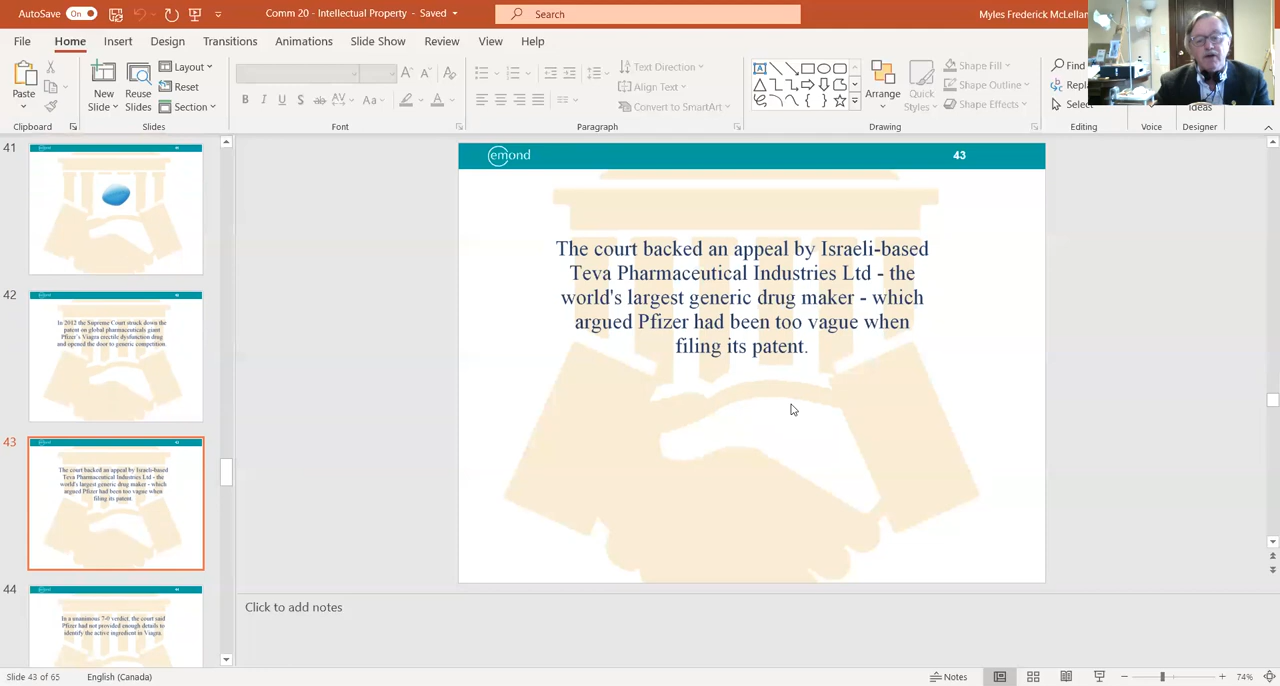 AutoSave On Comm 20 - Intellectual Property - Saved Search Myles Frederick McLellan
File Home Insert Design Transitions Animations Slide Show Review View Help
Paste New Slide Reuse Slides Layout Reset Section
B I U S ab AV Aa A
Text Direction Align Text Convert to SmartArt
Arrange Quick Styles Shape Fill Shape Outline Shape Effects
Find
Select
Ideas
Clipboard Slides Font Paragraph Drawing Editing Voice Designer
41
42
In 2012 the Supreme Court struck down the
patent on global pharmaceuticals giant
Pfizer's Viagra erectile dysfunction drug
and opened the door to generic competition.
43
The court backed an appeal by Israeli-based
Teva Pharmaceutical Industries Ltd - the
world's largest generic drug maker - which
argued Pfizer had been too vague when
filing its patent.
44
In a unanimous 7-0 verdict, the court said
Pfizer had not provided enough details to
identify the active ingredient in Viagra.
emond 43
The court backed an appeal by Israeli-based
Teva Pharmaceutical Industries Ltd - the
world's largest generic drug maker - which
argued Pfizer had been too vague when
filing its patent.
Click to add notes
Slide 43 of 65 English (Canada) Notes 74%